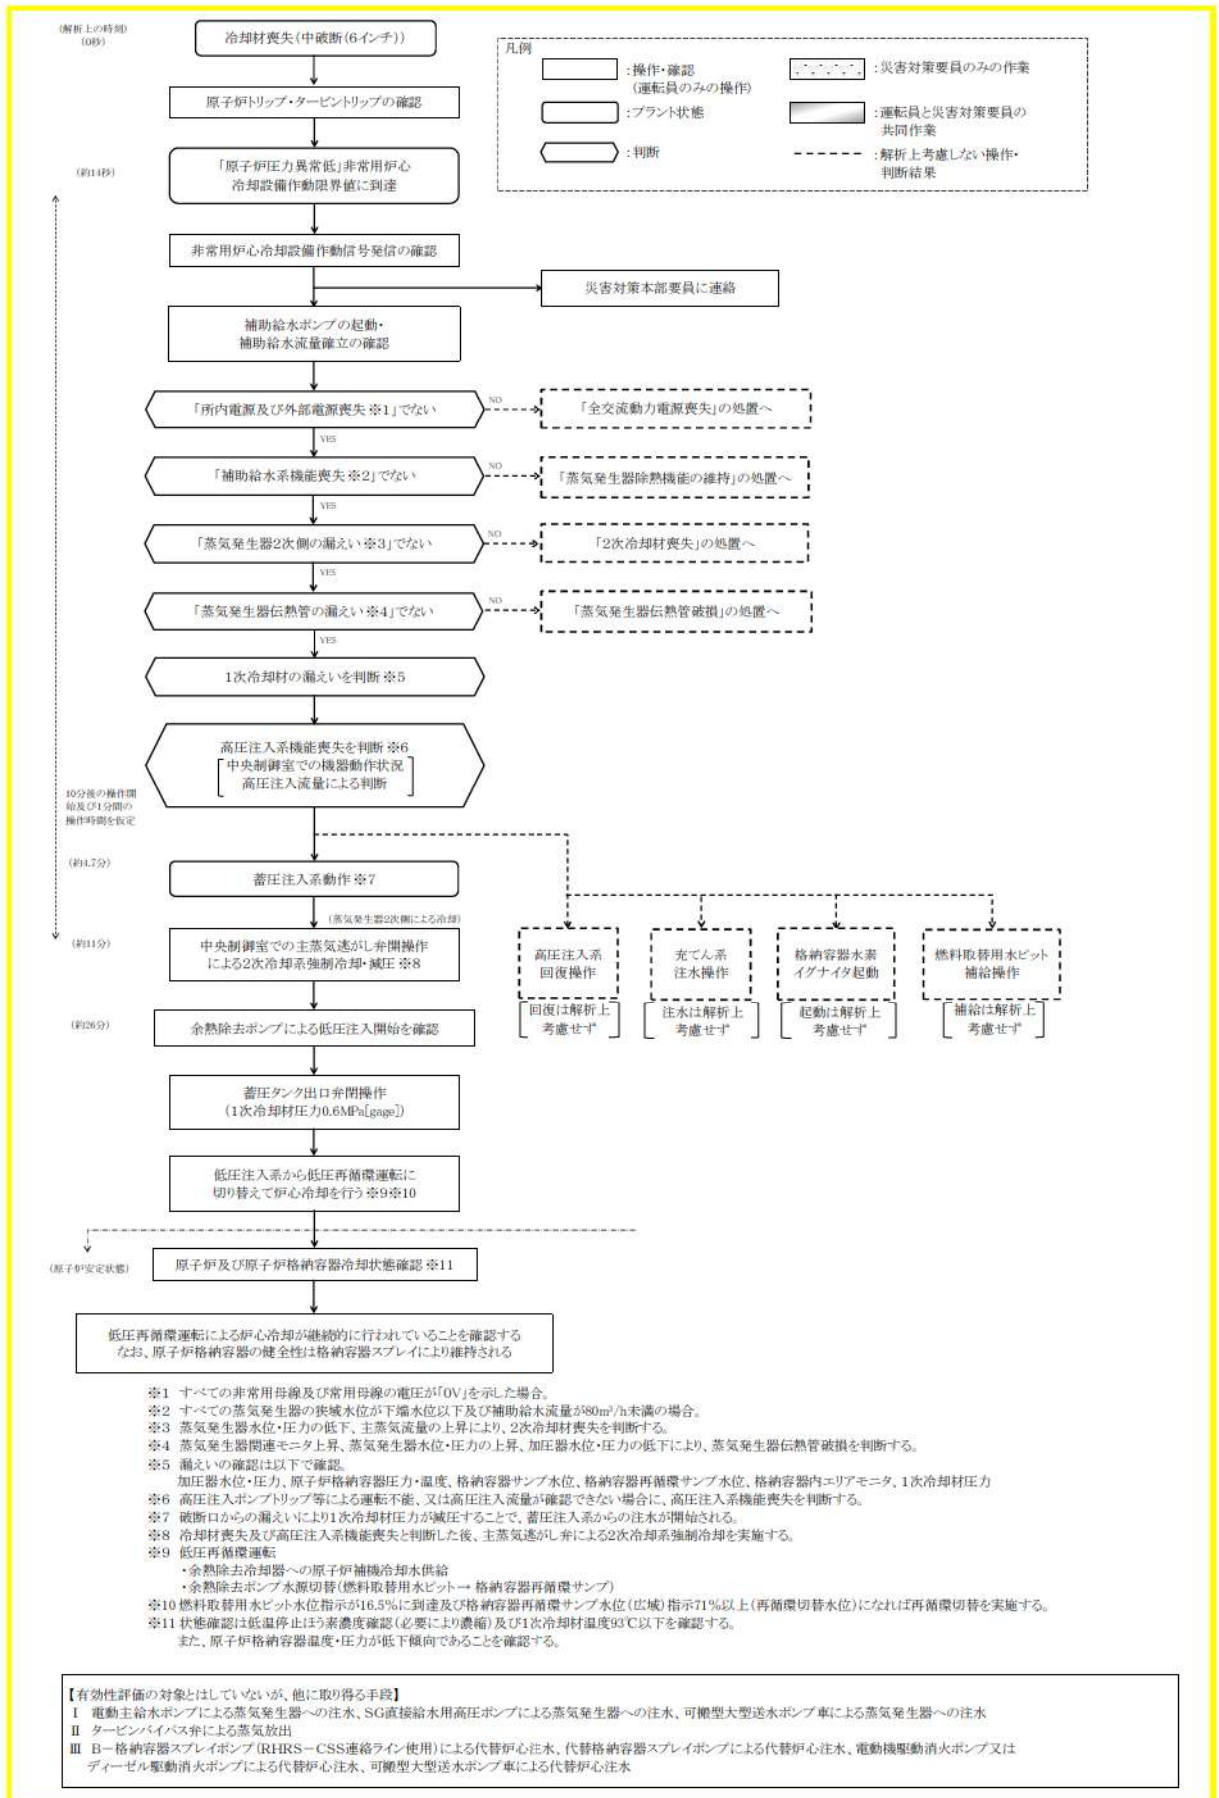 (解析上の時刻)
(0秒)
冷却材喪失(中破断(6インチ))
凡例
:操作・確認
(運転員のみの操作)
:災害対策要員のみの作業
:プラント状態
:運転員と災害対策要員の
共同作業
:判断
:解析上考慮しない操作・
判断結果
原子炉トリップ・タービントリップの確認
(約14秒)
「原子炉圧力異常低」非常用炉心
冷却設備作動限界値に到達
非常用炉心冷却設備作動信号発信の確認
災害対策本部要員に連絡
補助給水ポンプの起動・
補助給水流量確立の確認
「所内電源及び外部電源喪失※1」でない
NO
「全交流動力電源喪失」の処置へ
YES
「補助給水系機能喪失※2」でない
NO
「蒸気発生器除熱機能の維持」の処置へ
YES
「蒸気発生器2次側の漏えい※3」でない
NO
「2次冷却材喪失」の処置へ
YES
「蒸気発生器伝熱管の漏えい※4」でない
NO
「蒸気発生器伝熱管破損」の処置へ
YES
1次冷却材の漏えいを判断※5
高圧注入系機能喪失を判断※6
中央制御室での機器動作状況
高圧注入流量による判断
10分後の操作開
始及び1分間の
操作時間を仮定
(約4.7分)
蓄圧注入系動作※7
(蒸気発生器2次側による冷却)
(約11分)
中央制御室での主蒸気逃がし弁開操作
による2次冷却系強制冷却・減圧※8
高圧注入系
回復操作
回復は解析上
考慮せず
充てん系
注水操作
注水は解析上
考慮せず
格納容器水素
イグナイタ起動
起動は解析上
考慮せず
燃料取替用水ピット
補給操作
補給は解析上
考慮せず
(約26分)
余熱除去ポンプによる低圧注入開始を確認
蓄圧タンク出口弁閉操作
(1次冷却材圧力0.6MPa[gage])
低圧注入系から低圧再循環運転に
切り替えて炉心冷却を行う※9※10
(原子炉安定状態)
原子炉及び原子炉格納容器冷却状態確認※11
低圧再循環運転による炉心冷却が継続的に行われていることを確認する
なお、原子炉格納容器の健全性は格納容器スプレイにより維持される
※1 すべての非常用母線及び常用母線の電圧が「0V」を示した場合。
※2 すべての蒸気発生器の狭域水位が下端水位以下及び補助給水流量が80m³/h未満の場合。
※3 蒸気発生器水位・圧力の低下、主蒸気流量の上昇により、2次冷却材喪失を判断する。
※4 蒸気発生器関連モニタ上昇、蒸気発生器水位・圧力の上昇、加圧器水位・圧力の低下により、蒸気発生器伝熱管破損を判断する。
※5 漏えいの確認は以下で確認。
加圧器水位・圧力、原子炉格納容器圧力・温度、格納容器サンプ水位、格納容器再循環サンプ水位、格納容器内エリアモニタ、1次冷却材圧力
※6 高圧注入ポンプトリップ等による運転不能、又は高圧注入流量が確認できない場合に、高圧注入系機能喪失を判断する。
※7 破断口からの漏えいにより1次冷却材圧力が減圧することで、蓄圧注入系からの注水が開始される。
※8 冷却材喪失及び高圧注入系機能喪失と判断した後、主蒸気逃がし弁による2次冷却系強制冷却を実施する。
※9 低圧再循環運転
・余熱除去冷却器への原子炉補機冷却水供給
・余熱除去ポンプ水源切替(燃料取替用水ピット→ 格納容器再循環サンプ)
※10 燃料取替用水ピット水位指示が16.5%に到達及び格納容器再循環サンプ水位(広域)指示71%以上(再循環切替水位)になれば再循環切替を実施する。
※11 状態確認は低温停止ほう素濃度確認(必要により濃縮)及び1次冷却材温度93℃以下を確認する。
また、原子炉格納容器温度・圧力が低下傾向であることを確認する。
【有効性評価の対象とはしていないが、他に取り得る手段】
Ⅰ 電動主給水ポンプによる蒸気発生器への注水、SG直接給水用高圧ポンプによる蒸気発生器への注水、可搬型大型送水ポンプ車による蒸気発生器への注水
Ⅱ タービンバイパス弁による蒸気放出
Ⅲ B－格納容器スプレイポンプ(RHRS－CSS連絡ライン使用)による代替炉心注水、代替格納容器スプレイポンプによる代替炉心注水、電動機駆動消火ポンプ又は
ディーゼル駆動消火ポンプによる代替炉心注水、可搬型大型送水ポンプ車による代替炉心注水